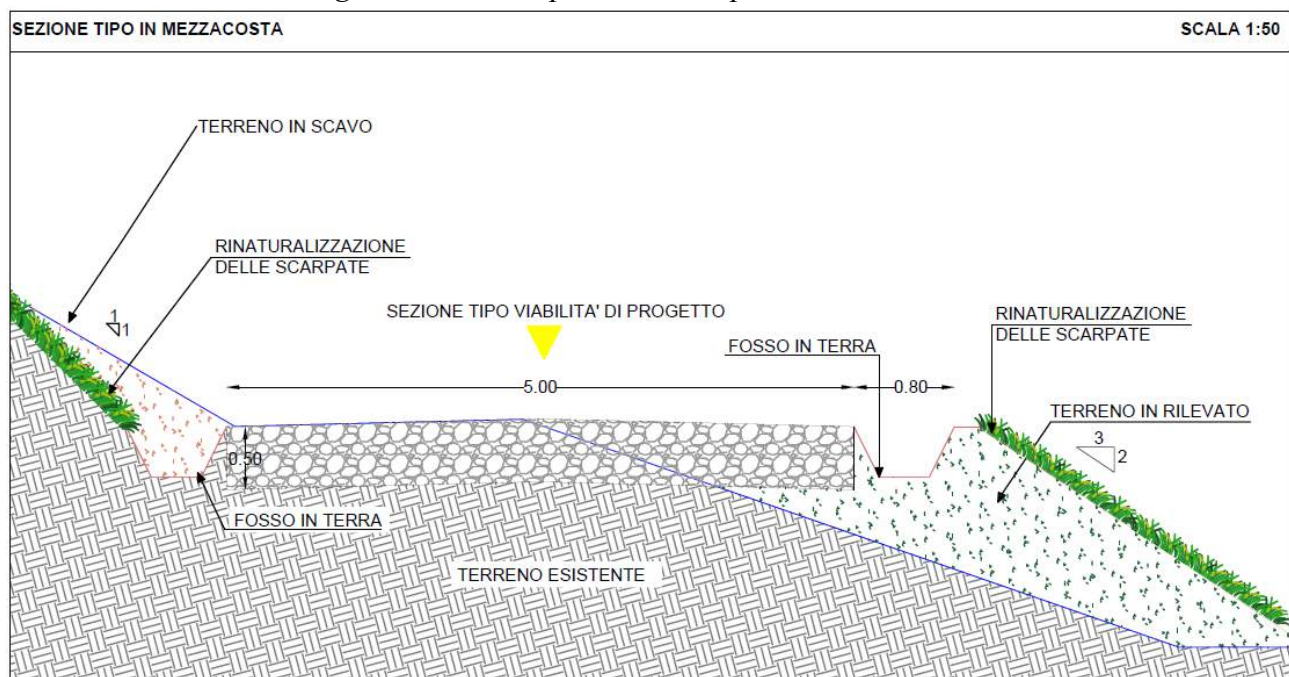 SEZIONE TIPO IN MEZZACOSTA
SCALA 1:50
TERRENO IN SCAVO
RINATURALIZZAZIONE
DELLE SCARPATE
1
1
SEZIONE TIPO VIABILITA' DI PROGETTO
RINATURALIZZAZIONE
DELLE SCARPATE
FOSSO IN TERRA
5.00
0.80
TERRENO IN RILEVATO
3
2
0.50
FOSSO IN TERRA
TERRENO ESISTENTE